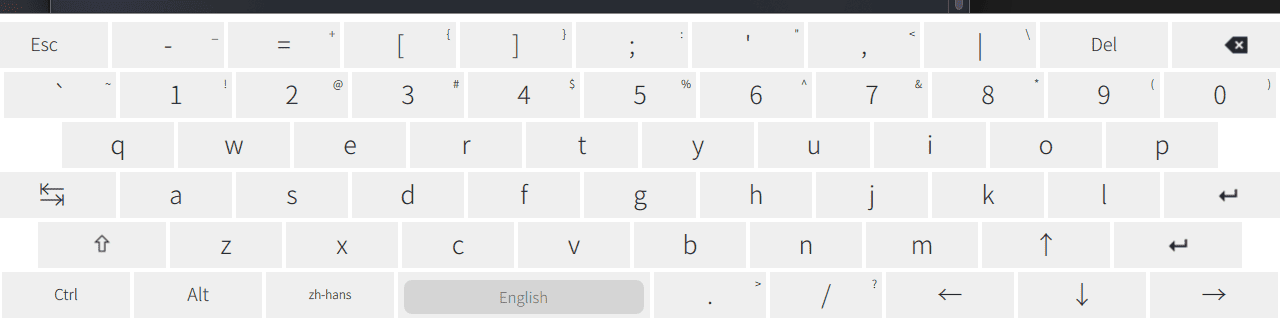 Esc - _ = + [ { ] } ; : ' " , < | \ Del
` ~ 1 ! 2 @ 3 # 4 $ 5 % 6 ^ 7 & 8 * 9 ( 0 )
q w e r t y u i o p
a s d f g h j k l
z x c v b n m ↑
Ctrl Alt zh-hans English . > / ? ← ↓ →